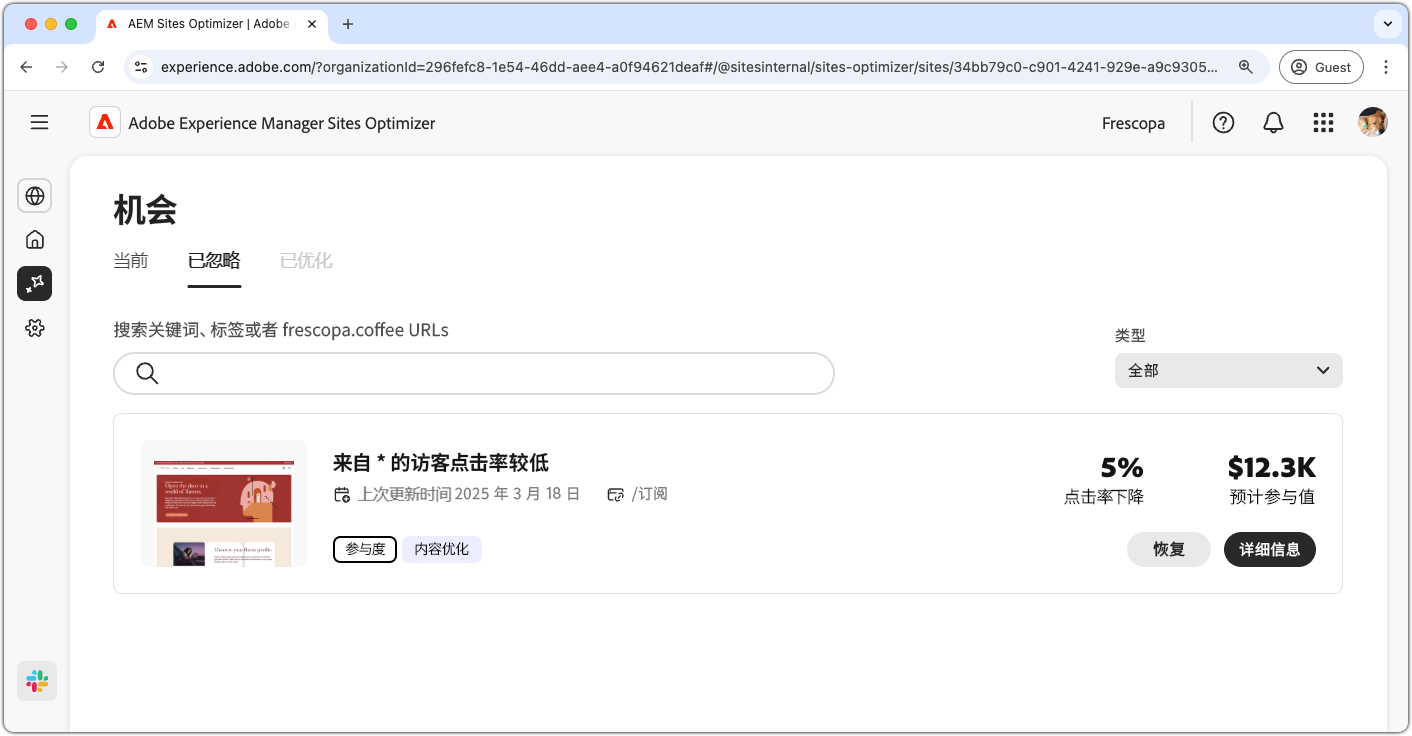 AEM Sites Optimizer | Adobe
experience.adobe.com/?organizationId=296fefc8-1e54-46dd-aee4-a0f94621deaf#/@sitesinternal/sites-optimizer/sites/34bb79c0-c901-4241-929e-a9c9305...
Guest
Adobe Experience Manager Sites Optimizer
Frescopa
机会
当前 已忽略 已优化
搜索关键词、标签或者 frescopa.coffee URLs
类型
全部
来自 * 的访客点击率较低
上次更新时间 2025 年 3 月 18 日 /订阅
5%
点击率下降
$12.3K
预计参与值
参与度 内容优化
恢复 详细信息
Open the door to a
world of flavors.
Uncover your flavor profile.